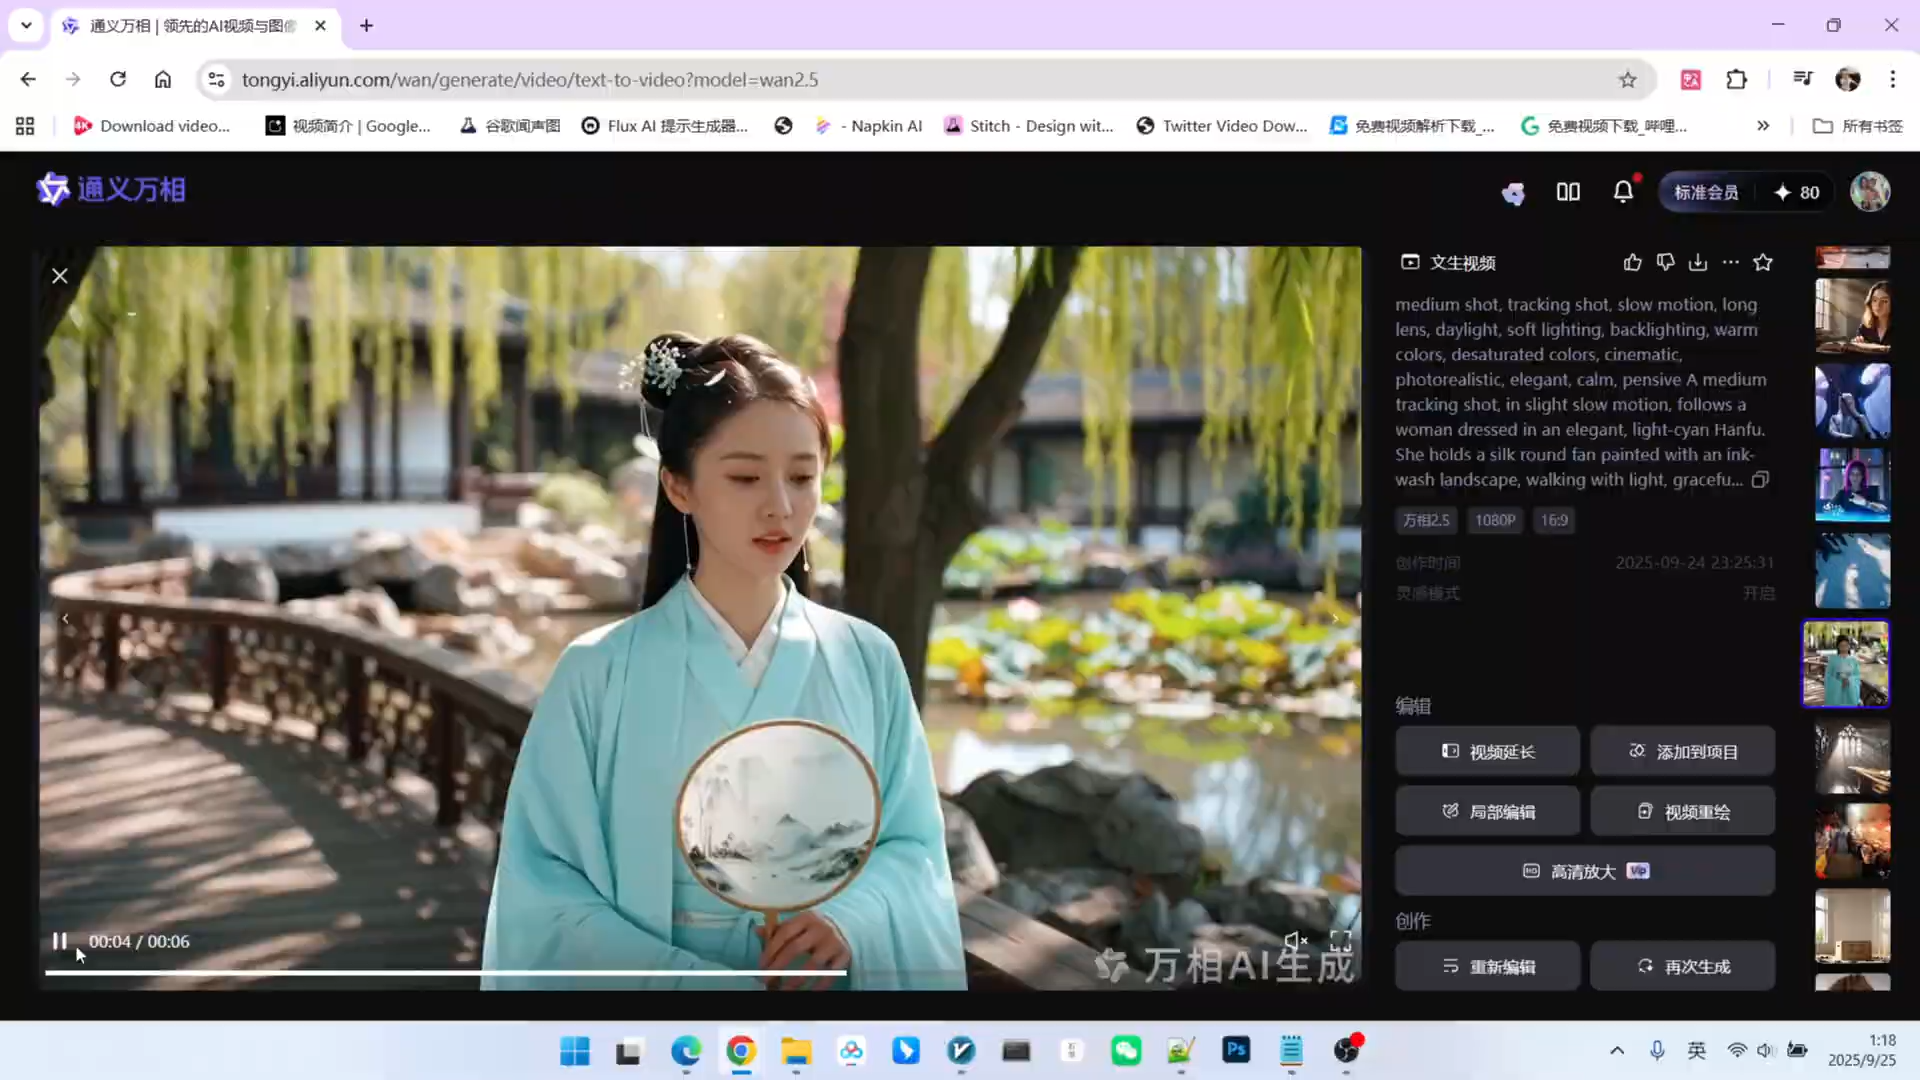 通义万相 | 领先的AI视频与图像
tongyi.aliyun.com/wan/generate/video/text-to-video?model=wan2.5
Download video...
视频简介 | Google...
谷歌闻声图
Flux AI 提示生成器...
- Napkin AI
Stitch - Design wit...
Twitter Video Dow...
免费视频解析下载_...
免费视频下载_哔哩...
所有书签
通义万相
标准会员
80
文生视频
medium shot, tracking shot, slow motion, long
lens, daylight, soft lighting, backlighting, warm
colors, desaturated colors, cinematic,
photorealistic, elegant, calm, pensive A medium
tracking shot, in slight slow motion, follows a
woman dressed in an elegant, light-cyan Hanfu.
She holds a silk round fan painted with an ink-
wash landscape, walking with light, gracefu...
万相2.5
1080P
16:9
创作时间
2025-09-24 23:25:31
灵感模式
开启
编辑
视频延长
添加到项目
局部编辑
视频重绘
高清放大
Vip
创作
重新编辑
再次生成
00:04 / 00:06
万相AI生成
Ps
英
1:18
2025/9/25